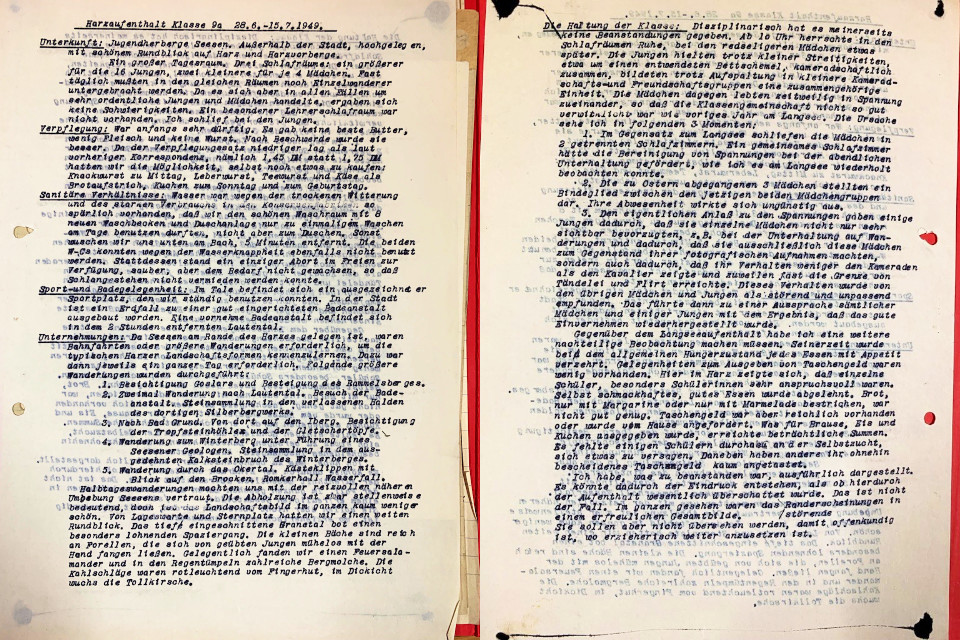 Harzaufenthalt Klasse 9a 28.6.-15.7.1949.
Unterkunft: Jugendherberge Seesen. Außerhalb der Stadt, hochgelegen,
mit schönem Rundblick auf Harz und Harzvorberge.
Ein großer Tagesraum. Drei Schlafräume, ein größerer
für die 16 Jungen, zwei kleinere für je 4 Mädchen. Fast
täglich mußten in den gleichen Räumen noch Einzelwanderer
untergebracht werden. Da es sich aber in allen Fällen um
sehr ordentliche Jungen und Mädchen handelte, ergaben sich
keine Schwierigkeiten. Ein besonderer Lehrerschlafraum war
nicht vorhanden. Ich schlief bei den Jungen.
Verpflegung: War anfangs sehr dürftig. Es gab keine beste Butter,
wenig Fleisch und keine Wurst. Nach Beschwerde wurde sie
besser. Da der Verpflegungssatz niedriger lag als laut
vorheriger Korrespondenz, nämlich 1,45 DM statt 1,75 DM
hatten wir die Möglichkeit, selbst noch etwas zu kaufen:
Knackwurst zu Mittag, Leberwurst, Teewurst und Käse als
Brotaufstrich, Kuchen zum Sonntag und zum Geburtstag.
Sanitäre Verhältnisse: Wasser war wegen der trockenen Witterung
und des starken Verbrauchs in den Konservenfabriken so
spärlich vorhanden, daß wir den schönen Waschraum mit 8
neuen Waschbecken und Duschanlage nur zu einmaligem Waschen
am Tage benutzen durften, nicht aber zum Duschen. Sonst
wuschen wir uns unten am Bach, 5 Minuten entfernt. Die beiden
W-Cs konnten wegen der Wasserknappheit ebenfalls nicht benutzt
werden. Stattdessen stand ein einziger Abort im Freien zur
Verfügung, sauber, aber dem Bedarf nicht gewachsen, so daß
Schlangestehen nicht vermieden werden konnte.
Sport-und Badegelegenheit: Im Tale befindet sich ein ausgezeichneter
Sportplatz, den wir ständig benutzen konnten. In der Stadt
ist ein Erdfall zu einer gut eingerichteten Badeanstalt
ausgebaut worden. Eine vornehme Badeanstalt befindet sich
in dem 2 Stunden entfernten Lautental.
Unternehmungen: Da Seesen am Rande des Harzes gelegen ist, waren
Bahnfahrten oder größere Wanderungen erforderlich, um die
typischen Harzer Landschaftsformen kennenzulernen. Dazu war
dann jeweils ein ganzer Tag erforderlich. Folgende größere
Wanderungen wurden durchgeführt:
1. Besichtigung Goslars und Besteigung des Rammelsberges.
2. Zweimal Wanderung nach Lautental. Besuch der Bade-
anstalt. Steinsammlung in den verlassenen Halden
des dortigen Silberbergwerks.
3. Nach Bad Grund. Von dort auf den Iberg. Besichtigung
der Tropfsteinhöhlen und der Gletschertöpfe.
4. Wanderung zum Winterberg unter Führung eines
Seesener Geologen. Steinsammlung in dem aus-
gedehnten Kalksteinbruch des Winterberges.
5. Wanderung durch das Okertal. Kästeklippen mit
Blick auf den Brocken, Romkerhall Wasserfall.
Halbtagswanderungen machten uns mit der reizvollen näheren
Umgebung Seesens vertraut. Die Abholzung ist zwar stellenweise
bedeutend, doch ist das Landschaftsbild im ganzen kaum weniger
schön. Von Lageswarte und Sternplatz hatten wir einen weiten
Rundblick. Das tief eingeschnittene Granetal bot einen
besonders lohnenden Spaziergang. Die kleinen Bäche sind reich
an Forellen, die sich von geübten Jungen mühelos mit der
Hand fangen ließen. Gelegentlich fanden wir einen Feuersala-
mander und in den Regentümpeln zahlreiche Bergmolche. Die
Kahlschläge waren rotleuchtend vom Fingerhut, im Dickicht
wuchs die Tollkirsche.
Die Haltung der Klasse: Disziplinarisch hat es meinerseits
keine Beanstandungen gegeben. Ab 10 Uhr herrschte in den
Schlafräumen Ruhe, bei den redseligeren Mädchen etwas
später. Die Jungen hielten trotz kleiner Streitigkeiten,
etwa um einen entwendeten Bettschemel, kameradschaftlich
zusammen, bildeten trotz Aufspaltung in kleinere Kamerad-
schafts-und Freundschaftsgruppen eine zusammengehörige
Einheit. Die Mädchen dagegen lebten zeitweilig in Spannung
zueinander, so daß die Klassengemeinschaft nicht so gut
verwirklicht war wie voriges Jahr am Langsee. Die Ursache
sehe ich in folgenden 3 Momenten:
1. Im Gegensatz zum Langsee schliefen die Mädchen in
2 getrennten Schlafzimmern. Ein gemeinsames Schlafzimmer
hätte die Bereinigung von Spannungen bei der abendlichen
Unterhaltung gefördert, wie ich es am Langsee wiederholt
beobachten konnte.
2. Die zu Ostern abgegangenen 3 Mädchen stellten ein
Bindeglied zwischen den jetzigen beiden Mädchengruppen
dar. Ihre Abwesenheit wirkte sich ungünstig aus.
3. Den eigentlichen Anlaß zu den Spannungen gaben einige
Jungen dadurch, daß sie einzelne Mädchen nicht nur sehr
sichtbar bevorzugten, z.B. bei der Unterhaltung auf Wan-
derungen und dadurch, daß sie ausschließlich diese Mädchen
zum Gegenstand ihrer fotografischen Aufnahmen machten,
sondern auch dadurch, daß ihr Verhalten weniger den Kameraden
als den Kavalier zeigte und zuweilen fast die Grenze von
Tändelei und Flirt erreichte. Dieses Verhalten wurde von
den übrigen Mädchen und Jungen als störend und unpassend
empfunden. Das führte dann zu einer Aussprache sämtlicher
Mädchen und einiger Jungen mit dem Ergebnis, daß das gute
Einvernehmen wiederhergestellt wurde.
Gegenüber dem Langseeaufenthalt habe ich eine weitere
nachteilige Beobachtung machen müssen. Seinerzeit wurde
bei dem allgemeinen Hungerzustand jedes Essen mit Appetit
verzehrt. Gelegenheiten zum Ausgeben von Taschengeld waren
wenig vorhanden. Hier im Harz zeigte sich, daß einzelne
Schüler, besonders Schülerinnen sehr anspruchsvoll waren.
Selbst schmackhaftes, gutes Essen wurde abgelehnt. Brot,
nur mit Margarine oder nur mit Marmelade bestrichen, war
nicht gut genug. Taschengeld war aber reichlich vorhanden
oder wurde vom Hause angefordert. Was für Brause, Eis und
Kuchen ausgegeben wurde, erreichte beträchtliche Summen.
Es fehlte einigen Schülern durchaus an der Selbstzucht,
sich etwas zu versagen. Daneben haben andere ihr ohnehin
bescheidenes Taschengeld kaum angetastet.
Ich habe, was zu beanstanden war, ausführlich dargestellt.
Es könnte dadurch der Eindruck entstehen, als ob hierdurch
der Aufenthalt wesentlich überschattet wurde. Das ist nicht
der Fall. Im ganzen gesehen waren das Randerscheinungen in
einem erfreulichen Gesamtbilde. störende
Sie sollen aber nicht übersehen werden, damit offenkundig
ist, wo erzieherisch weiter anzusetzen ist.